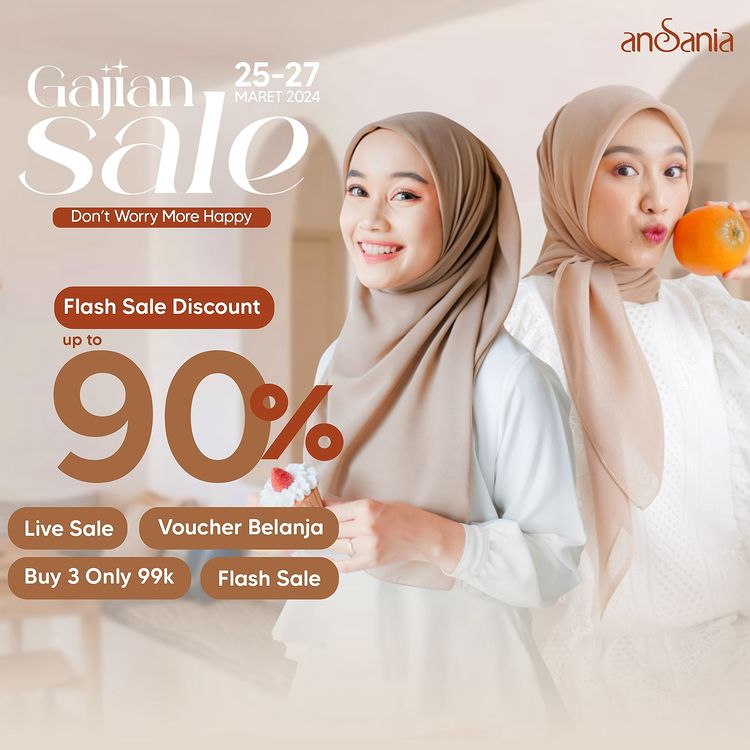 anSania
Gajian
25-27
MARET 2024
sale
Don't Worry More Happy
Flash Sale Discount
up to
90%
Live Sale
Voucher Belanja
Buy 3 Only 99k
Flash Sale